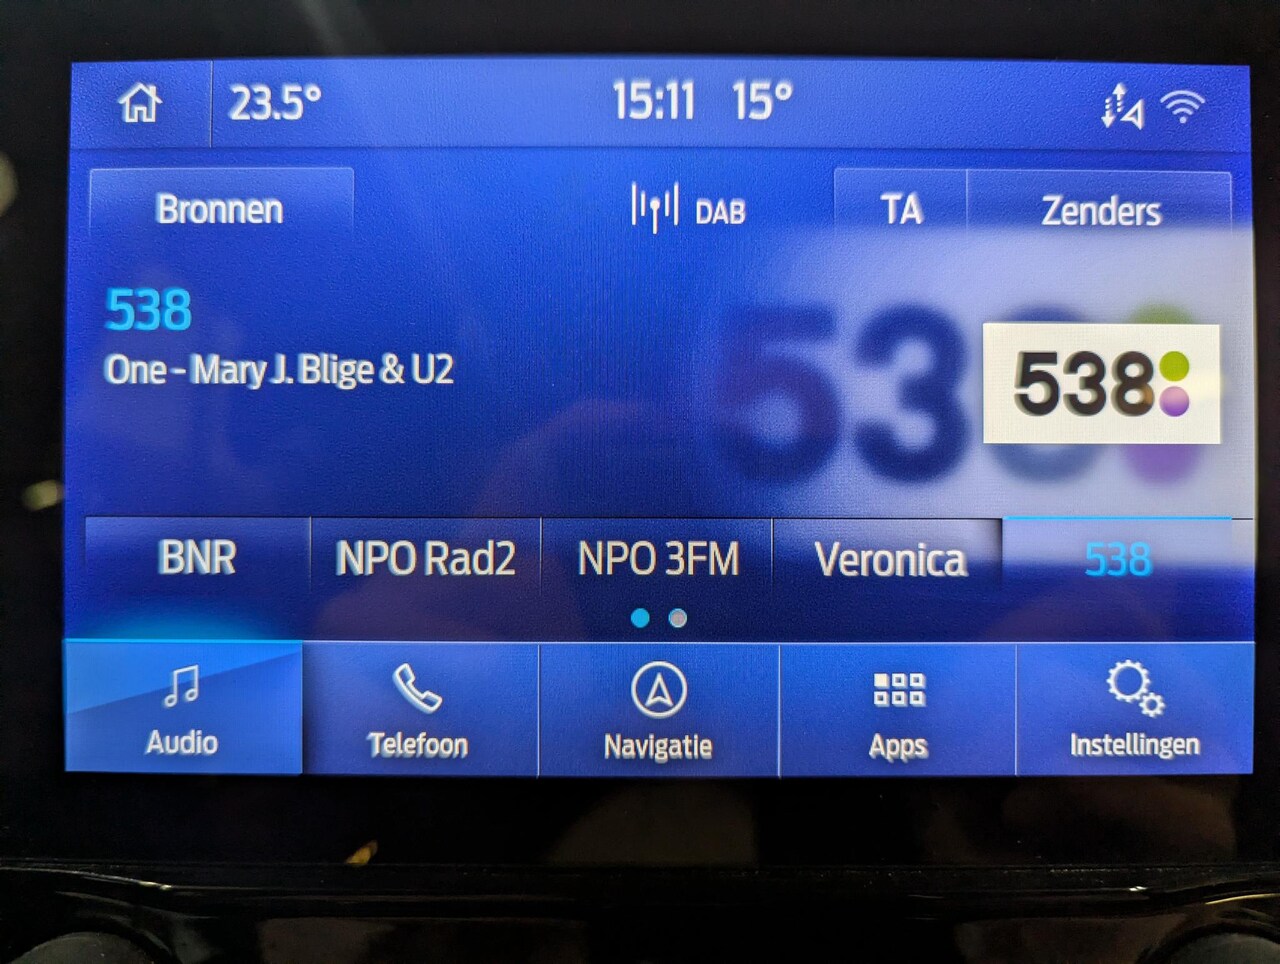 23.5° 15:11 15°
Bronnen DAB TA Zenders
538
One - Mary J. Blige & U2
538
538
BNR NPO Rad2 NPO 3FM Veronica 538
Audio Telefoon Navigatie Apps Instellingen